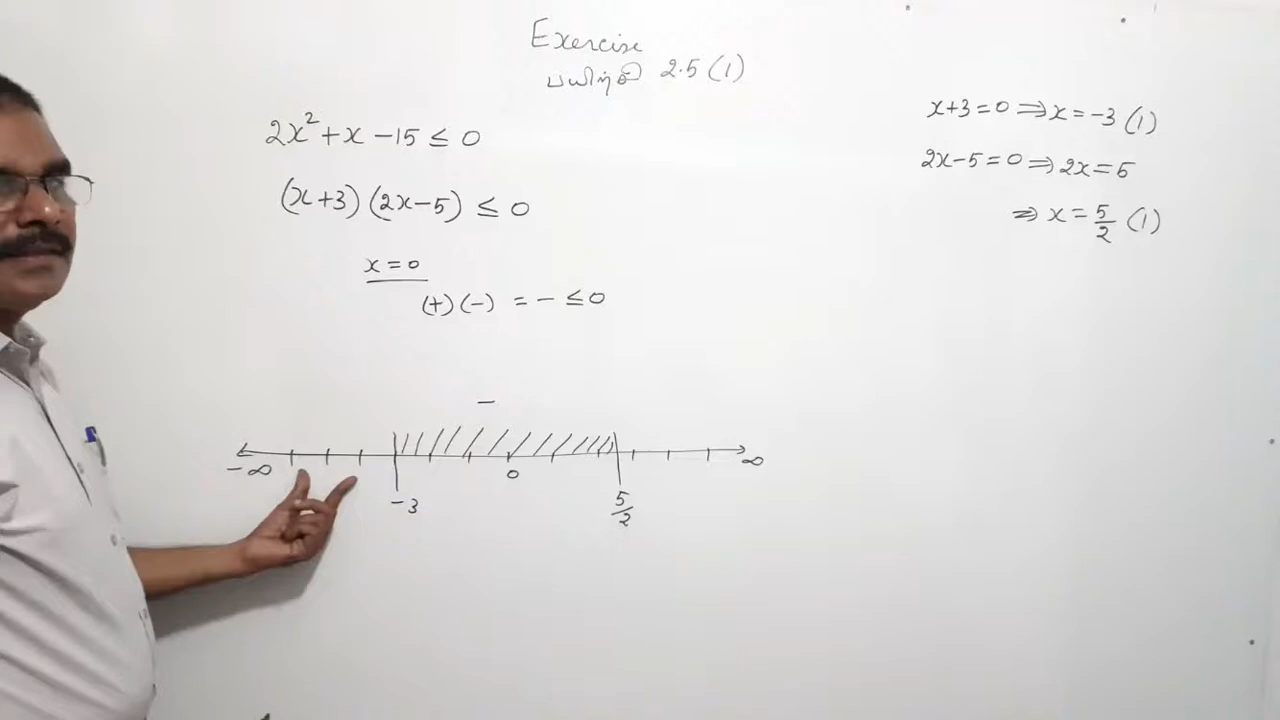 Exercise
பயிற்சி 2.5 (1)
2x² + x - 15 ≤ 0
(x+3) (2x-5) ≤ 0
x = 0
(+) (-) = - ≤ 0
x+3 = 0 ⇒ x = -3 (1)
2x-5 = 0 ⇒ 2x = 5
⇒ x = 5/2 (1)
-
-∞ -3 0 5/2 ∞